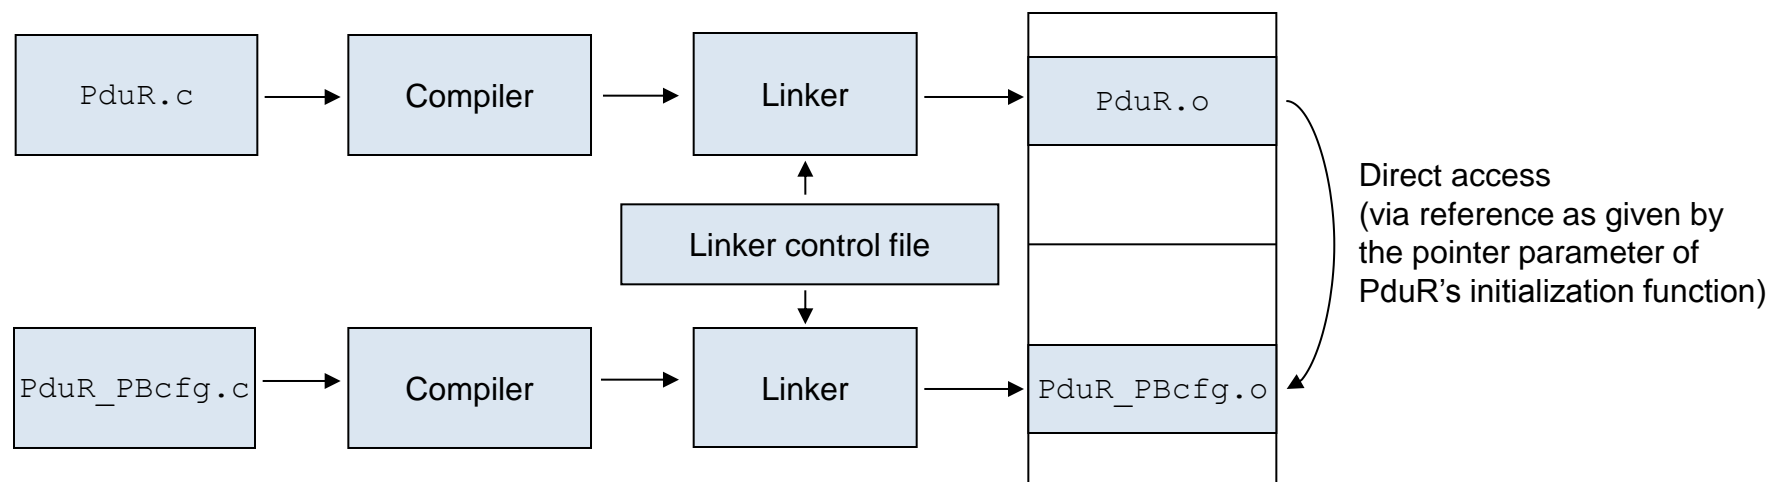 PduR.c
Compiler
Linker
PduR.o
Direct access
(via reference as given by
the pointer parameter of
PduR’s initialization function)
Linker control file
PduR_PBcfg.c
Compiler
Linker
PduR_PBcfg.o